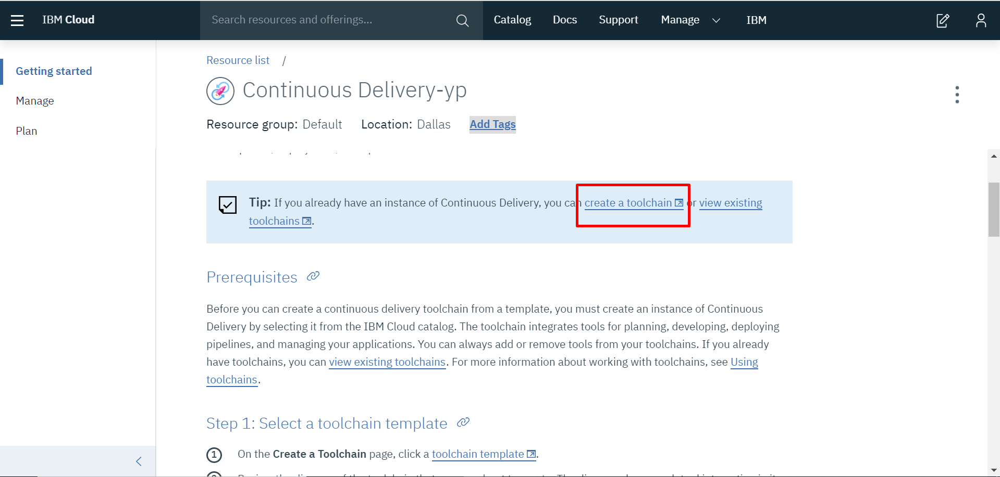 IBM Cloud
Search resources and offerings...
Catalog
Docs
Support
Manage
IBM
Getting started
Manage
Plan
Resource list /
Continuous Delivery-yp
Resource group: Default Location: Dallas Add Tags
Tip: If you already have an instance of Continuous Delivery, you can create a toolchain or view existing
toolchains.
Prerequisites
Before you can create a continuous delivery toolchain from a template, you must create an instance of Continuous
Delivery by selecting it from the IBM Cloud catalog. The toolchain integrates tools for planning, developing, deploying
pipelines, and managing your applications. You can always add or remove tools from your toolchains. If you already
have toolchains, you can view existing toolchains. For more information about working with toolchains, see Using
toolchains.
Step 1: Select a toolchain template
1 On the Create a Toolchain page, click a toolchain template.